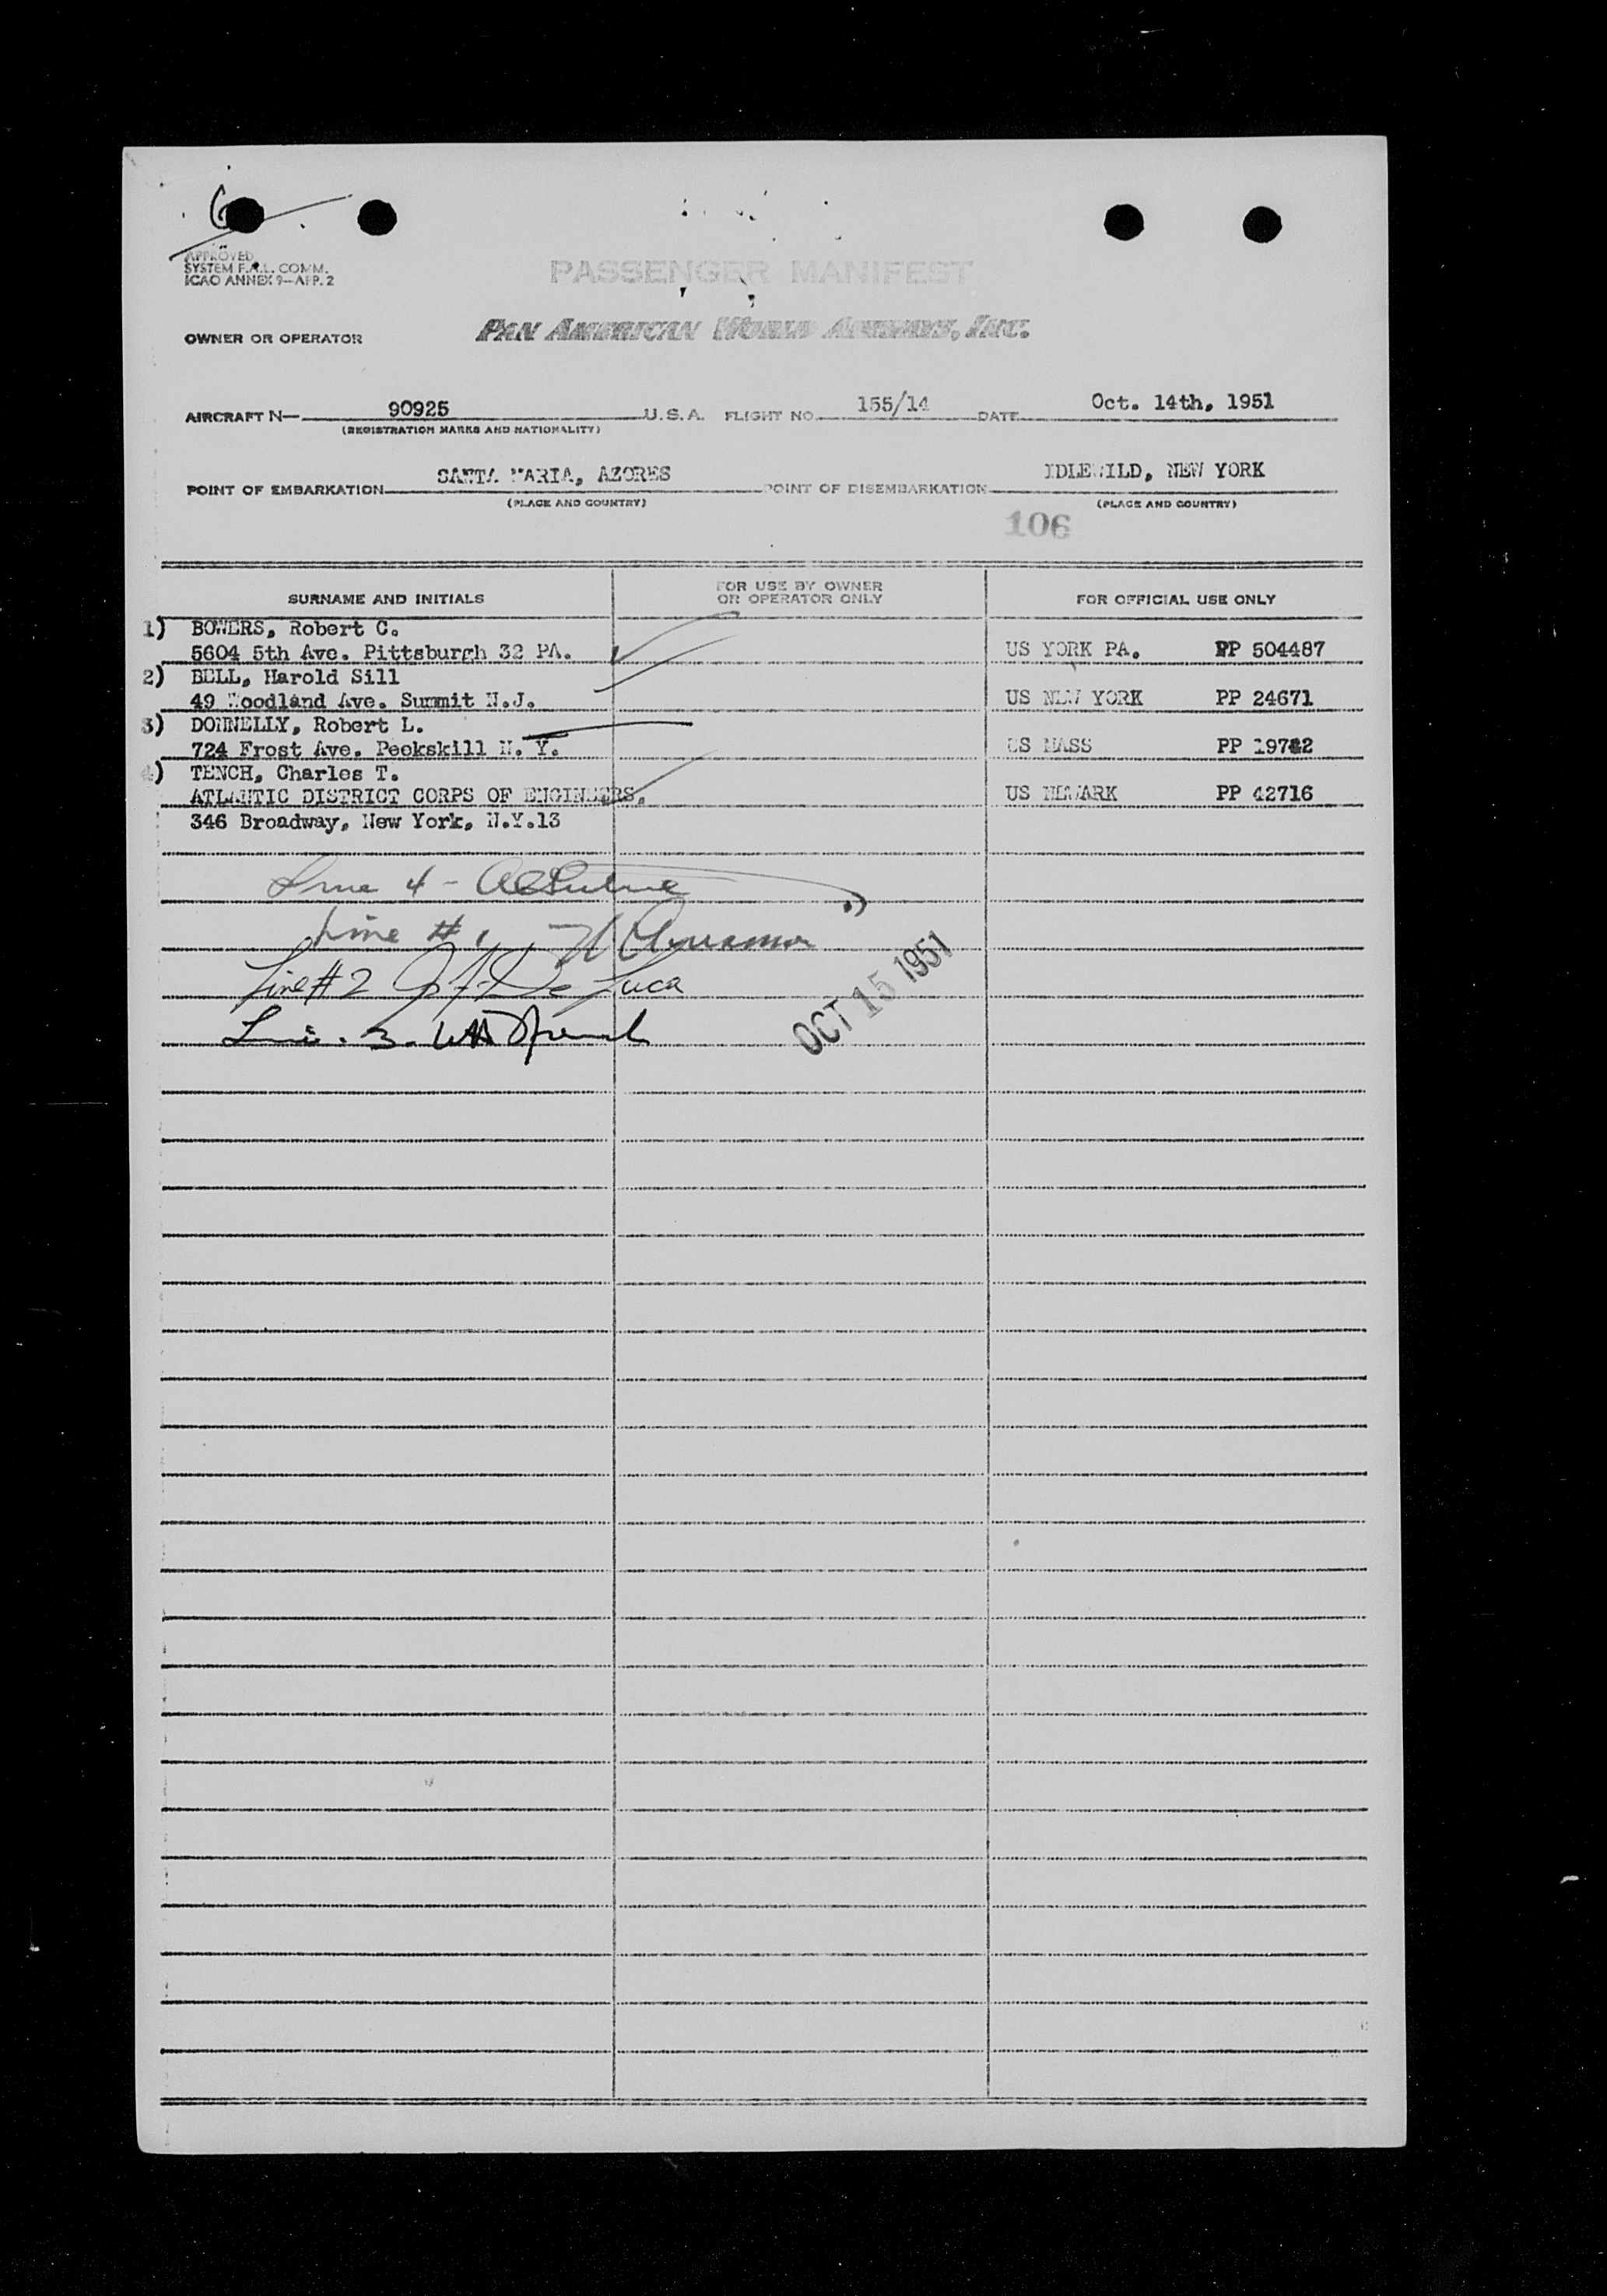 6
APPROVED
SYSTEM F.A.L. COMM.
ICAO ANNEX 9—APP. 2
PASSENGER MANIFEST
OWNER OR OPERATOR PAN AMERICAN WORLD AIRWAYS, INC.
AIRCRAFT N— 90925 U.S.A. FLIGHT NO. 155/14 DATE Oct. 14th, 1951
(REGISTRATION MARKS AND NATIONALITY)
POINT OF EMBARKATION SANTA MARIA, AZORES POINT OF DISEMBARKATION IDLEWILD, NEW YORK
(PLACE AND COUNTRY) (PLACE AND COUNTRY)
106
SURNAME AND INITIALS FOR USE BY OWNER OR OPERATOR ONLY FOR OFFICIAL USE ONLY
1) BOWERS, Robert C.
5604 5th Ave. Pittsburgh 32 PA. US YORK PA. PP 504487
2) BELL, Harold Sill
49 Woodland Ave. Summit N.J. US NEW YORK PP 24671
3) DONNELLY, Robert L.
724 Frost Ave. Peekskill N. Y. US MASS PP
4) TENCH, Charles T.
ATLANTIC DISTRICT CORPS OF ENGINEERS, US NEWARK PP 42716
346 Broadway, New York, N.Y.13
Line 4 -
Line # 1
Line # 2 De Luca
Line. 3.
OCT 15 1951